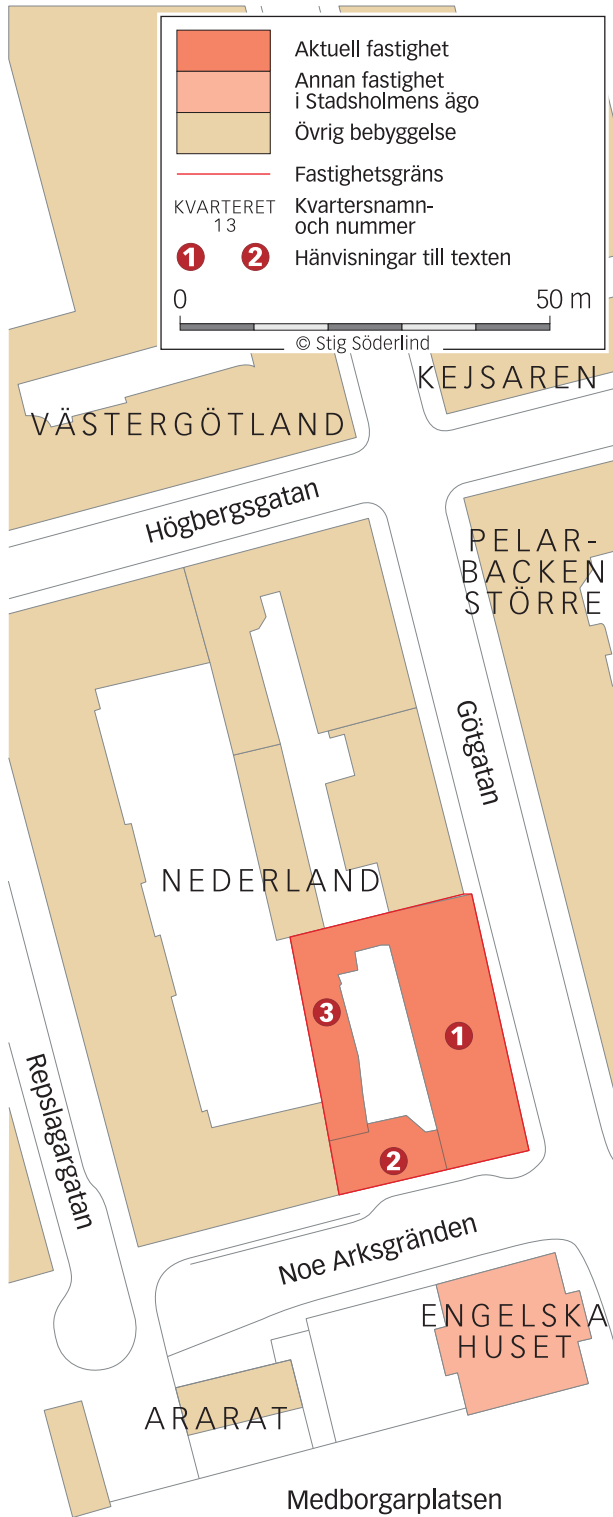 Aktuell fastighet
Annan fastighet
i Stadsholmens ägo
Övrig bebyggelse
Fastighetsgräns
KVARTERET
13
Kvartersnamn-
och nummer
1 2 Hänvisningar till texten
0 50 m
© Stig Söderlind
KEJSAREN
VÄSTERGÖTLAND
Högbergsgatan
PELAR-
BACKEN
STÖRRE
Götgatan
NEDERLAND
3
1
2
Repslagargatan
Noe Arksgränden
ENGELSKA
HUSET
ARARAT
Medborgarplatsen